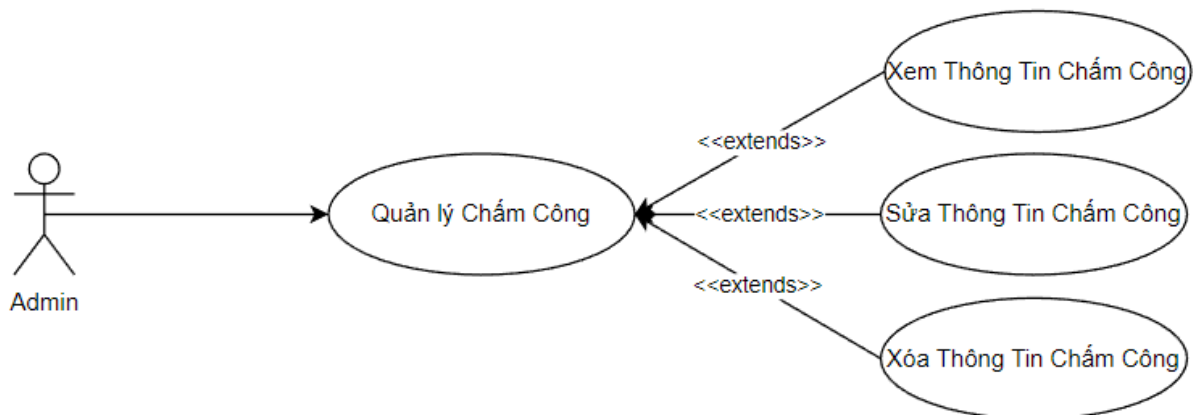 Xem Thông Tin Chấm Công
<<extends>>
Quản lý Chấm Công
<<extends>>
Sửa Thông Tin Chấm Công
<<extends>>
Admin
Xóa Thông Tin Chấm Công